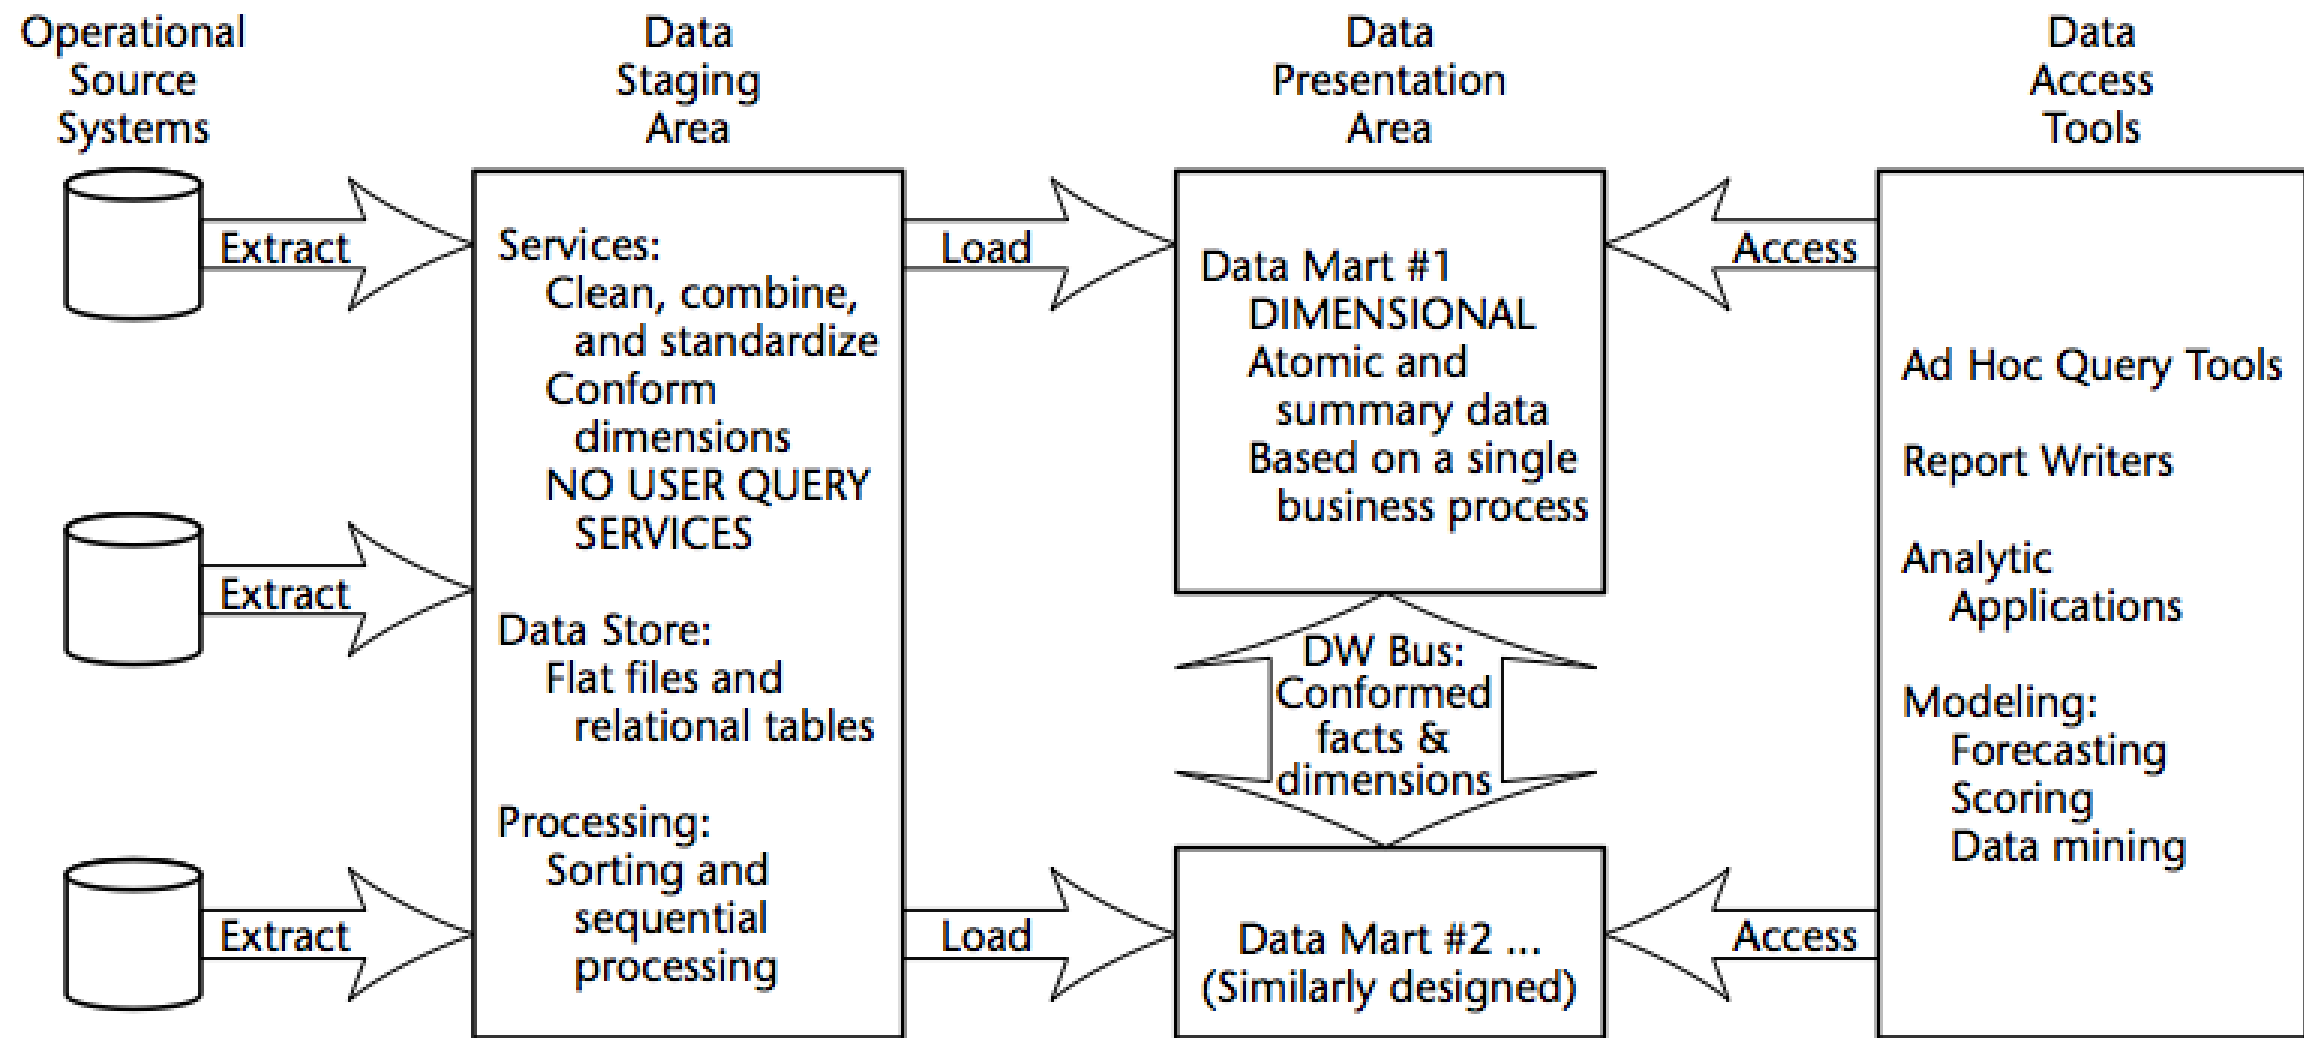 Operational
Source
Systems
Data
Staging
Area
Data
Presentation
Area
Data
Access
Tools
Extract
Extract
Extract
Services:
Clean, combine,
and standardize
Conform
dimensions
NO USER QUERY
SERVICES
Data Store:
Flat files and
relational tables
Processing:
Sorting and
sequential
processing
Load
Load
Data Mart #1
DIMENSIONAL
Atomic and
summary data
Based on a single
business process
DW Bus:
Conformed
facts &
dimensions
Data Mart #2 ...
(Similarly designed)
Access
Access
Ad Hoc Query Tools
Report Writers
Analytic
Applications
Modeling:
Forecasting
Scoring
Data mining